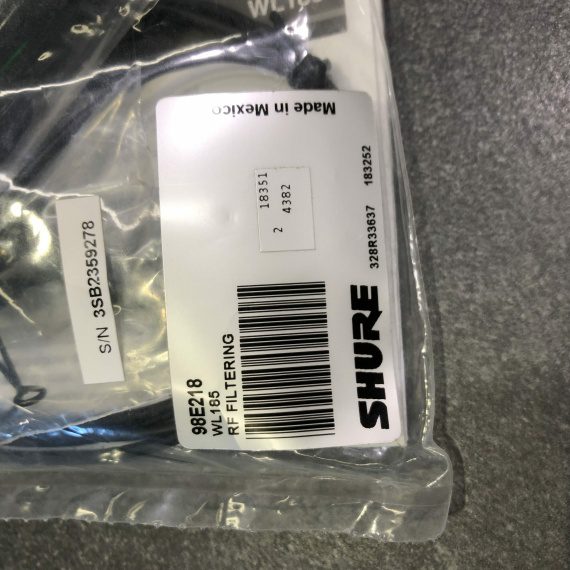 98E218
WL185
RF FILTERING
SHURE
328R33637 183252
18351
2 4382
Made in Mexico
S/N 3SB2359278